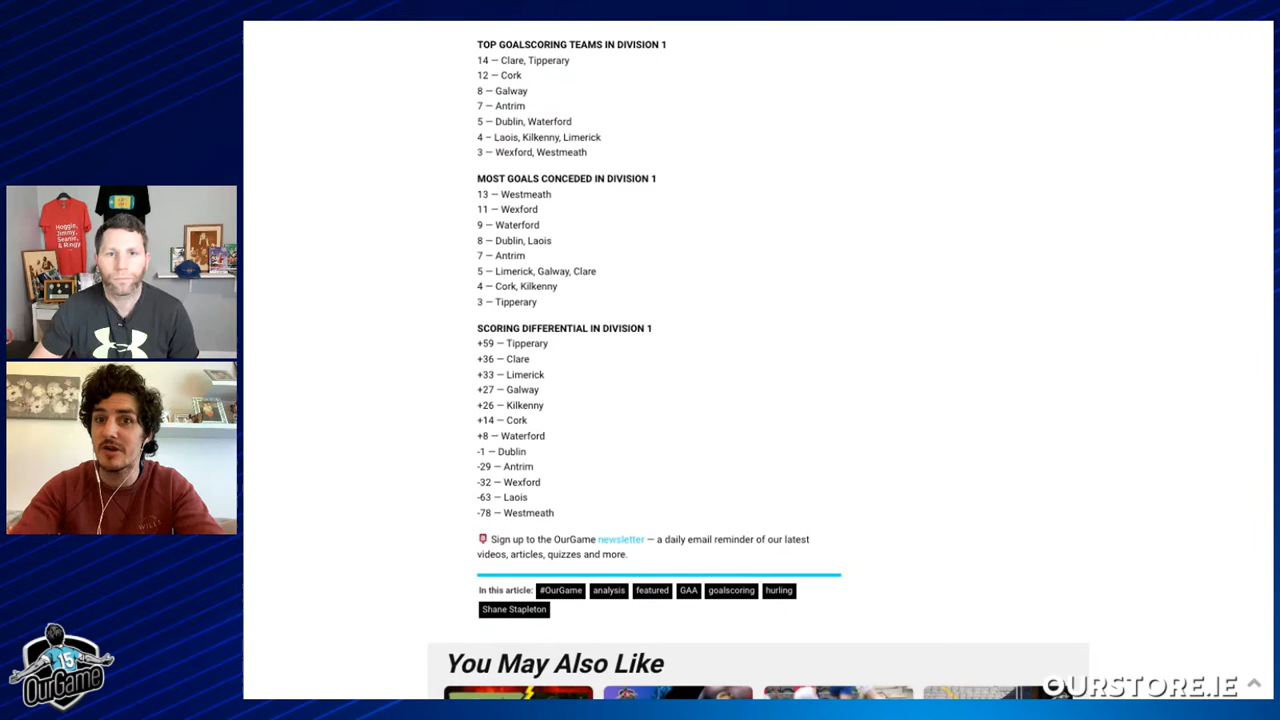 TOP GOALSCORING TEAMS IN DIVISION 1
14 — Clare, Tipperary
12 — Cork
8 — Galway
7 — Antrim
5 — Dublin, Waterford
4 – Laois, Kilkenny, Limerick
3 — Wexford, Westmeath
MOST GOALS CONCEDED IN DIVISION 1
13 — Westmeath
11 — Wexford
9 — Waterford
8 — Dublin, Laois
7 — Antrim
5 — Limerick, Galway, Clare
4 — Cork, Kilkenny
3 — Tipperary
SCORING DIFFERENTIAL IN DIVISION 1
+59 — Tipperary
+36 — Clare
+33 — Limerick
+27 — Galway
+26 — Kilkenny
+14 — Cork
+8 — Waterford
-1 — Dublin
-29 — Antrim
-32 — Wexford
-63 — Laois
-78 — Westmeath
Sign up to the OurGame newsletter — a daily email reminder of our latest
videos, articles, quizzes and more.
In this article: #OurGame analysis featured GAA goalscoring hurling
Shane Stapleton
You May Also Like
OURSTORE.IE
Hoggie,
Jimmy,
Seanie,
& Ringy
15
OurGame